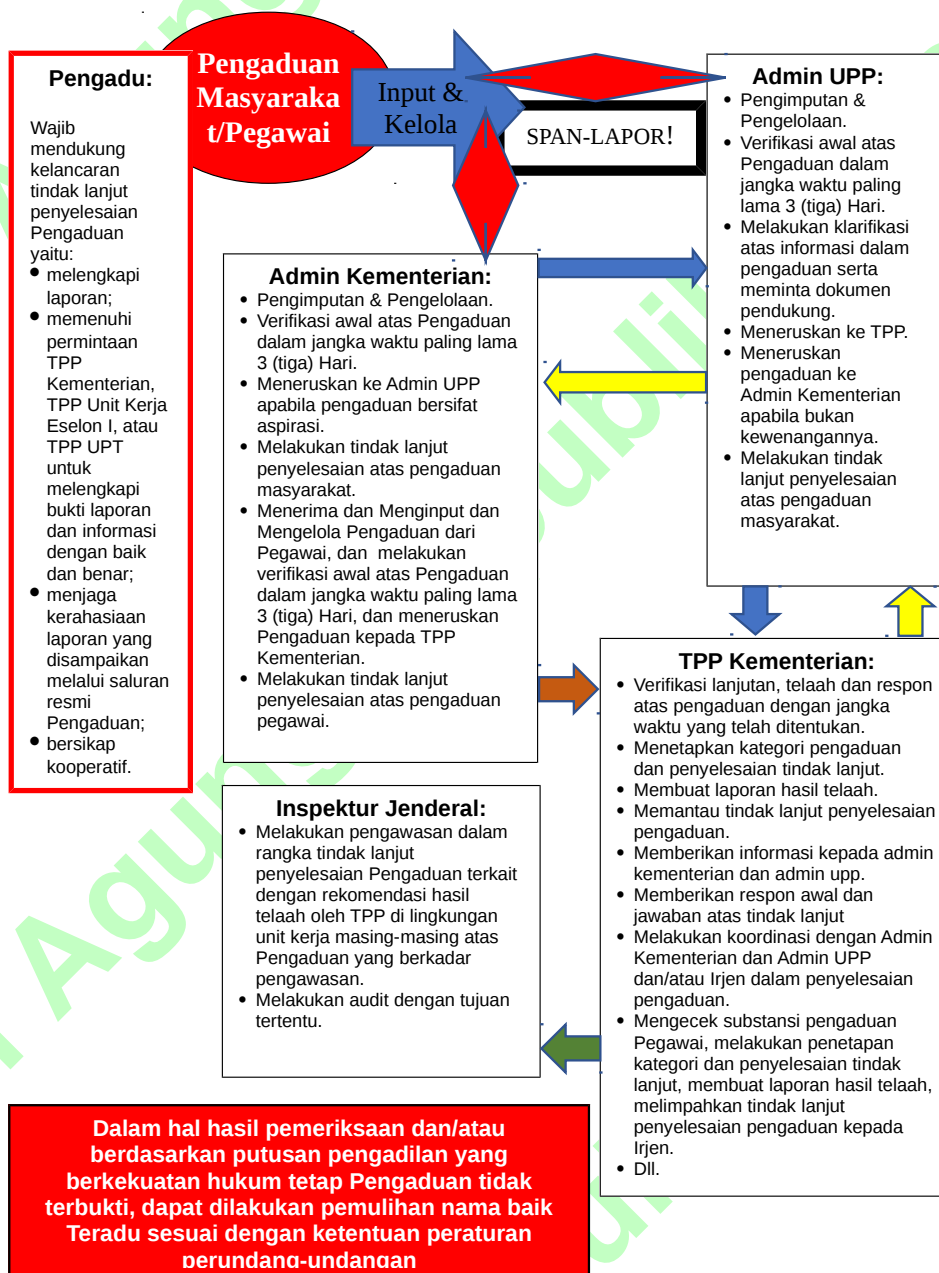 Pengadu:
Wajib
mendukung
kelancaran
tindak lanjut
penyelesaian
Pengaduan
yaitu:
• melengkapi
laporan;
• memenuhi
permintaan
TPP
Kementerian,
TPP Unit Kerja
Eselon I, atau
TPP UPT
untuk
melengkapi
bukti laporan
dan informasi
dengan baik
dan benar;
• menjaga
kerahasiaan
laporan yang
disampaikan
melalui saluran
resmi
Pengaduan;
• bersikap
kooperatif.
Pengaduan
Masyaraka
t/Pegawai
Input &
Kelola
SPAN-LAPOR!
Admin UPP:
• Pengimputan &
Pengelolaan.
• Verifikasi awal atas
Pengaduan dalam
jangka waktu paling
lama 3 (tiga) Hari.
• Melakukan klarifikasi
atas informasi dalam
pengaduan serta
meminta dokumen
pendukung.
• Meneruskan ke TPP.
• Meneruskan
pengaduan ke
Admin Kementerian
apabila bukan
kewenangannya.
• Melakukan tindak
lanjut penyelesaian
atas pengaduan
masyarakat.
Admin Kementerian:
• Pengimputan & Pengelolaan.
• Verifikasi awal atas Pengaduan
dalam jangka waktu paling lama
3 (tiga) Hari.
• Meneruskan ke Admin UPP
apabila pengaduan bersifat
aspirasi.
• Melakukan tindak lanjut
penyelesaian atas pengaduan
masyarakat.
• Menerima dan Menginput dan
Mengelola Pengaduan dari
Pegawai, dan melakukan
verifikasi awal atas Pengaduan
dalam jangka waktu paling lama
3 (tiga) Hari, dan meneruskan
Pengaduan kepada TPP
Kementerian.
• Melakukan tindak lanjut
penyelesaian atas pengaduan
pegawai.
TPP Kementerian:
• Verifikasi lanjutan, telaah dan respon
atas pengaduan dengan jangka
waktu yang telah ditentukan.
• Menetapkan kategori pengaduan
dan penyelesaian tindak lanjut.
• Membuat laporan hasil telaah.
• Memantau tindak lanjut penyelesaian
pengaduan.
• Memberikan informasi kepada admin
kementerian dan admin upp.
• Memberikan respon awal dan
jawaban atas tindak lanjut
• Melakukan koordinasi dengan Admin
Kementerian dan Admin UPP
dan/atau Irjen dalam penyelesaian
pengaduan.
• Mengecek substansi pengaduan
Pegawai, melakukan penetapan
kategori dan penyelesaian tindak
lanjut, membuat laporan hasil telaah,
melimpahkan tindak lanjut
penyelesaian pengaduan kepada
Irjen.
• Dll.
Inspektur Jenderal:
• Melakukan pengawasan dalam
rangka tindak lanjut
penyelesaian Pengaduan terkait
dengan rekomendasi hasil
telaah oleh TPP di lingkungan
unit kerja masing-masing atas
Pengaduan yang berkadar
pengawasan.
• Melakukan audit dengan tujuan
tertentu.
Dalam hal hasil pemeriksaan dan/atau
berdasarkan putusan pengadilan yang
berkekuatan hukum tetap Pengaduan tidak
terbukti, dapat dilakukan pemulihan nama baik
Teradu sesuai dengan ketentuan peraturan
perundang-undangan